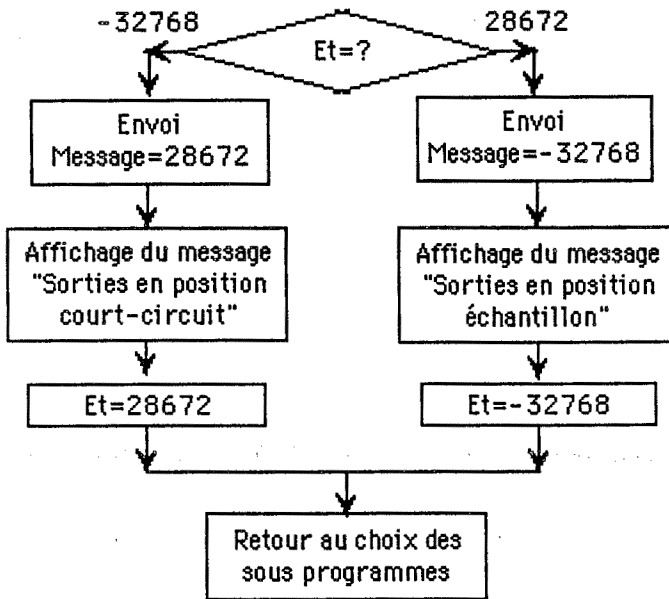 -32768
28672
Et=?
Envoi
Message=28672
Envoi
Message=-32768
Affichage du message
"Sorties en position
court-circuit"
Affichage du message
"Sorties en position
échantillon"
Et=28672
Et=-32768
Retour au choix des
sous programmes